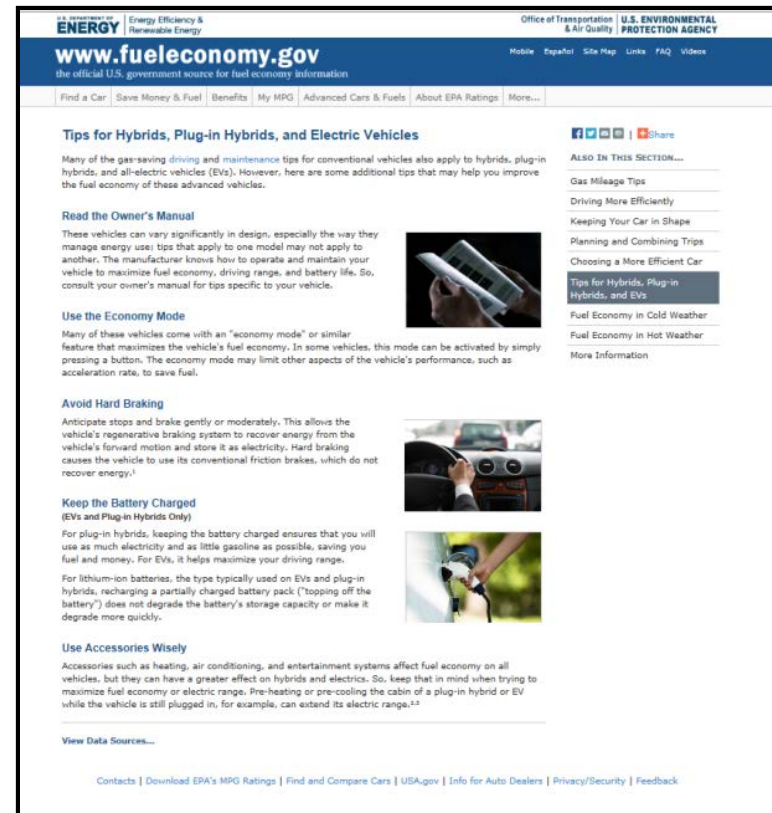 U.S. DEPARTMENT OF
ENERGY
Energy Efficiency &
Renewable Energy
Office of Transportation
& Air Quality
U.S. ENVIRONMENTAL
PROTECTION AGENCY
www.fueleconomy.gov
the official U.S. government source for fuel economy information
Mobile Español Site Map Links FAQ Videos
Find a Car Save Money & Fuel Benefits My MPG Advanced Cars & Fuels About EPA Ratings More...
Tips for Hybrids, Plug-in Hybrids, and Electric Vehicles
Many of the gas-saving driving and maintenance tips for conventional vehicles also apply to hybrids, plug-in
hybrids, and all-electric vehicles (EVs). However, here are some additional tips that may help you improve
the fuel economy of these advanced vehicles.
Read the Owner's Manual
These vehicles can vary significantly in design, especially the way they
manage energy use; tips that apply to one model may not apply to
another. The manufacturer knows how to operate and maintain your
vehicle to maximize fuel economy, driving range, and battery life. So,
consult your owner's manual for tips specific to your vehicle.
Use the Economy Mode
Many of these vehicles come with an "economy mode" or similar
feature that maximizes the vehicle's fuel economy. In some vehicles, this mode can be activated by simply
pressing a button. The economy mode may limit other aspects of the vehicle's performance, such as
acceleration rate, to save fuel.
Avoid Hard Braking
Anticipate stops and brake gently or moderately. This allows the
vehicle's regenerative braking system to recover energy from the
vehicle's forward motion and store it as electricity. Hard braking
causes the vehicle to use its conventional friction brakes, which do not
recover energy.¹
Keep the Battery Charged
(EVs and Plug-in Hybrids Only)
For plug-in hybrids, keeping the battery charged ensures that you will
use as much electricity and as little gasoline as possible, saving you
fuel and money. For EVs, it helps maximize your driving range.
For lithium-ion batteries, the type typically used on EVs and plug-in
hybrids, recharging a partially charged battery pack ("topping off the
battery") does not degrade the battery's storage capacity or make it
degrade more quickly.
Use Accessories Wisely
Accessories such as heating, air conditioning, and entertainment systems affect fuel economy on all
vehicles, but they can have a greater effect on hybrids and electrics. So, keep that in mind when trying to
maximize fuel economy or electric range. Pre-heating or pre-cooling the cabin of a plug-in hybrid or EV
while the vehicle is still plugged in, for example, can extend its electric range.²,³
View Data Sources...
Share
ALSO IN THIS SECTION...
Gas Mileage Tips
Driving More Efficiently
Keeping Your Car in Shape
Planning and Combining Trips
Choosing a More Efficient Car
Tips for Hybrids, Plug-in
Hybrids, and EVs
Fuel Economy in Cold Weather
Fuel Economy in Hot Weather
More Information
Contacts | Download EPA's MPG Ratings | Find and Compare Cars | USA.gov | Info for Auto Dealers | Privacy/Security | Feedback